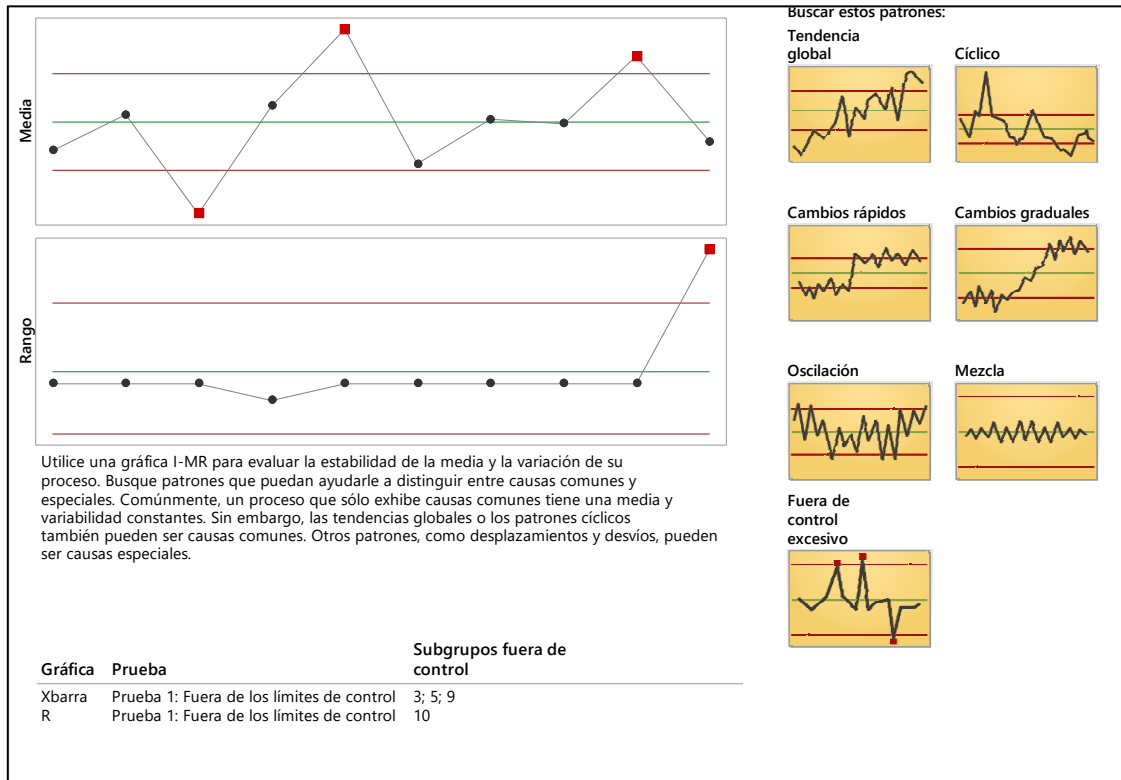 Media
Rango
Utilice una gráfica I-MR para evaluar la estabilidad de la media y la variación de su
proceso. Busque patrones que puedan ayudarle a distinguir entre causas comunes y
especiales. Comúnmente, un proceso que sólo exhibe causas comunes tiene una media y
variabilidad constantes. Sin embargo, las tendencias globales o los patrones cíclicos
también pueden ser causas comunes. Otros patrones, como desplazamientos y desvíos, pueden
ser causas especiales.
Subgrupos fuera de
Gráfica Prueba control
Xbarra Prueba 1: Fuera de los límites de control 3; 5; 9
R Prueba 1: Fuera de los límites de control 10
Buscar estos patrones:
Tendencia
global
Cíclico
Cambios rápidos
Cambios graduales
Oscilación
Mezcla
Fuera de
control
excesivo